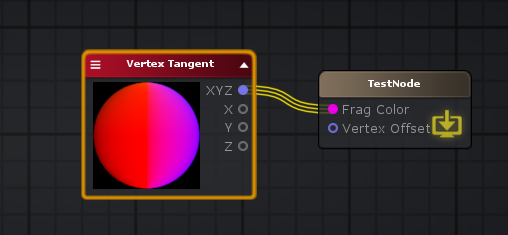 Vertex Tangent
XYZ
X
Y
Z
TestNode
Frag Color
Vertex Offset